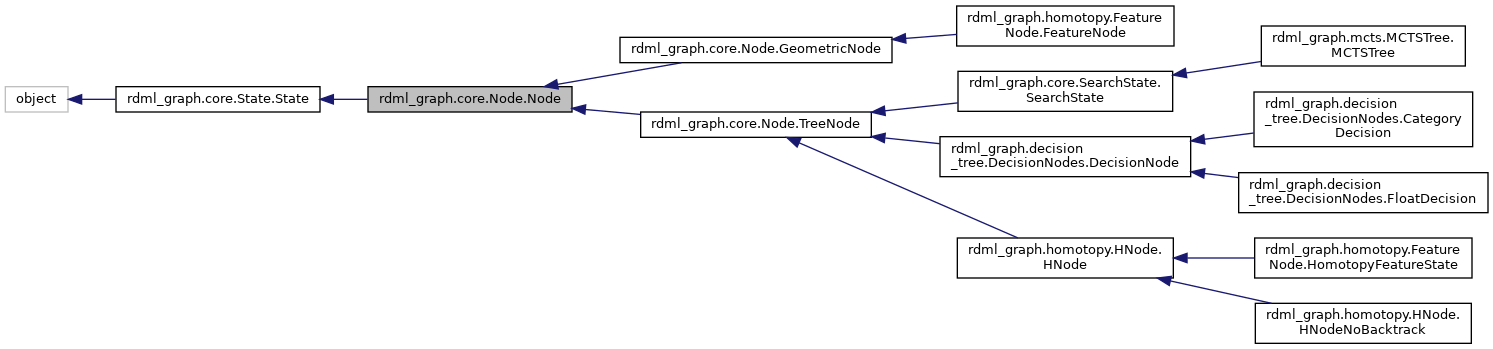 object
rdml_graph.core.State.State
rdml_graph.core.Node.Node
rdml_graph.core.Node.GeometricNode
rdml_graph.homotopy.Feature
Node.FeatureNode
rdml_graph.core.Node.TreeNode
rdml_graph.core.SearchState.
SearchState
rdml_graph.mcts.MCTSTree.
MCTSTree
rdml_graph.decision
_tree.DecisionNodes.DecisionNode
rdml_graph.decision
_tree.DecisionNodes.Category
Decision
rdml_graph.decision
_tree.DecisionNodes.FloatDecision
rdml_graph.homotopy.HNode.
HNode
rdml_graph.homotopy.Feature
Node.HomotopyFeatureState
rdml_graph.homotopy.HNode.
HNodeNoBacktrack